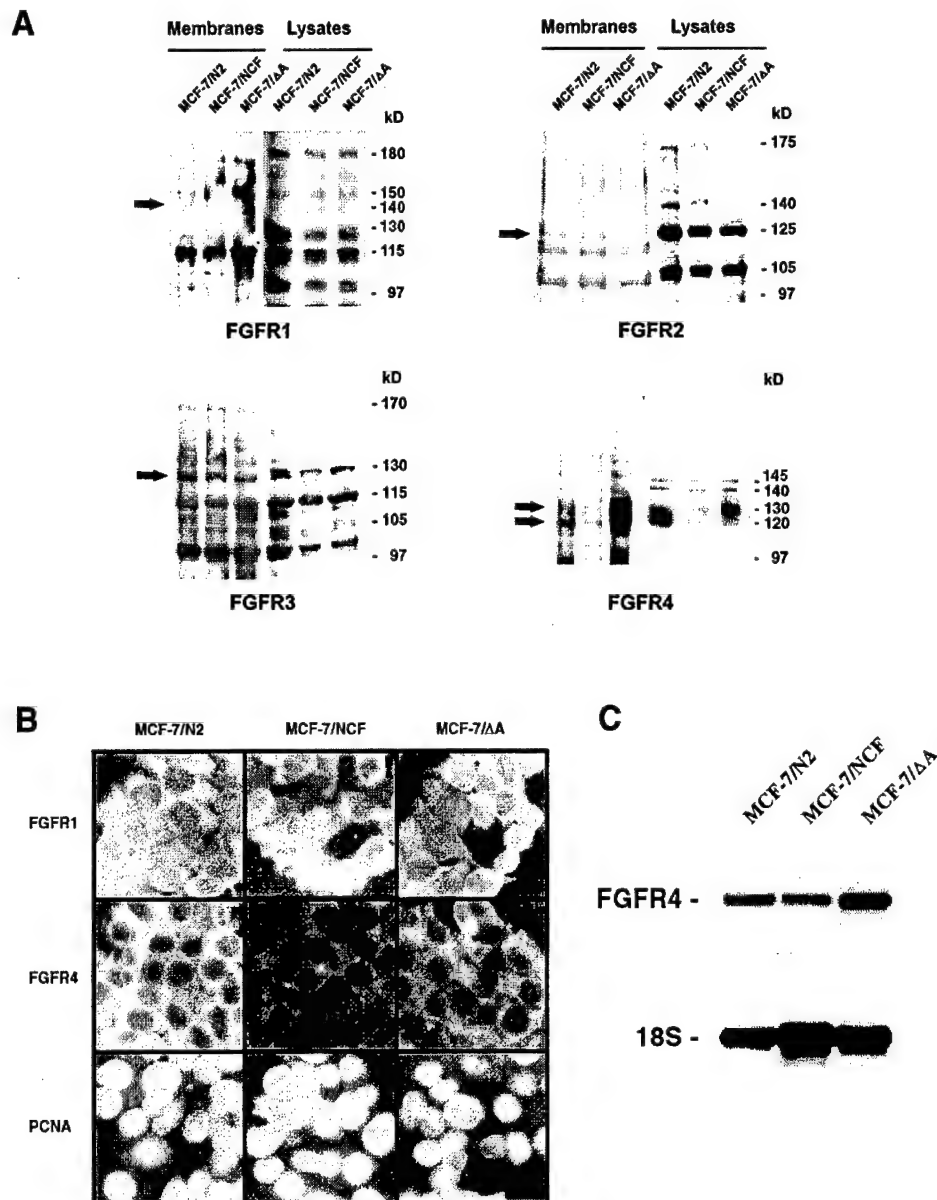 A
Membranes Lysates
MCF-7/N2 MCF-7/NCF MCF-7/ΔA MCF-7/N2 MCF-7/NCF MCF-7/ΔA
kD
- 180
- 150
- 140
- 130
- 115
- 97
FGFR1
Membranes Lysates
MCF-7/N2 MCF-7/NCF MCF-7/ΔA MCF-7/N2 MCF-7/NCF MCF-7/ΔA
kD
- 175
- 140
- 125
- 105
- 97
FGFR2
kD
- 170
- 130
- 115
- 105
- 97
FGFR3
kD
- 145
- 140
- 130
- 120
- 97
FGFR4
B
MCF-7/N2 MCF-7/NCF MCF-7/ΔA
FGFR1
FGFR4
PCNA
C
MCF-7/N2 MCF-7/NCF MCF-7/ΔA
FGFR4 -
18S -